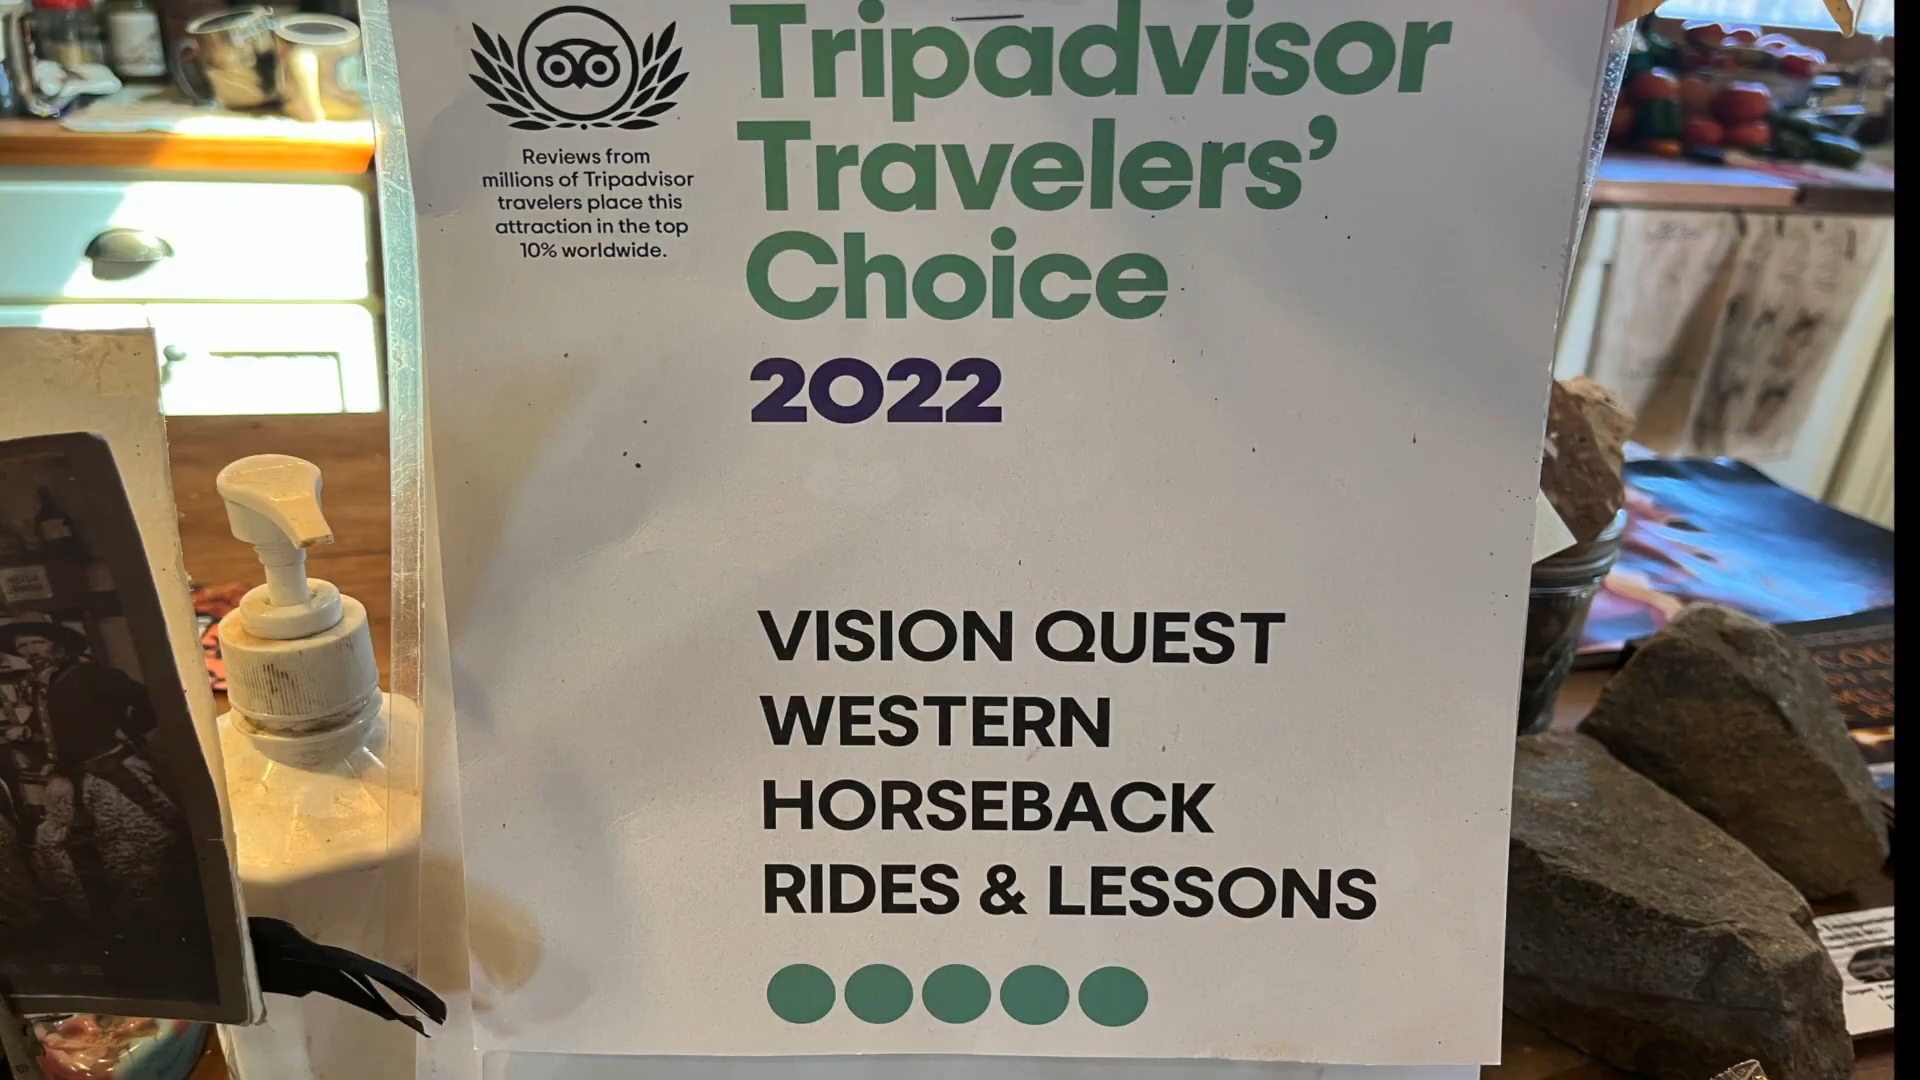 Tripadvisor
Travelers'
Choice
2022
Reviews from
millions of Tripadvisor
travelers place this
attraction in the top
10% worldwide.
VISION QUEST
WESTERN
HORSEBACK
RIDES & LESSONS